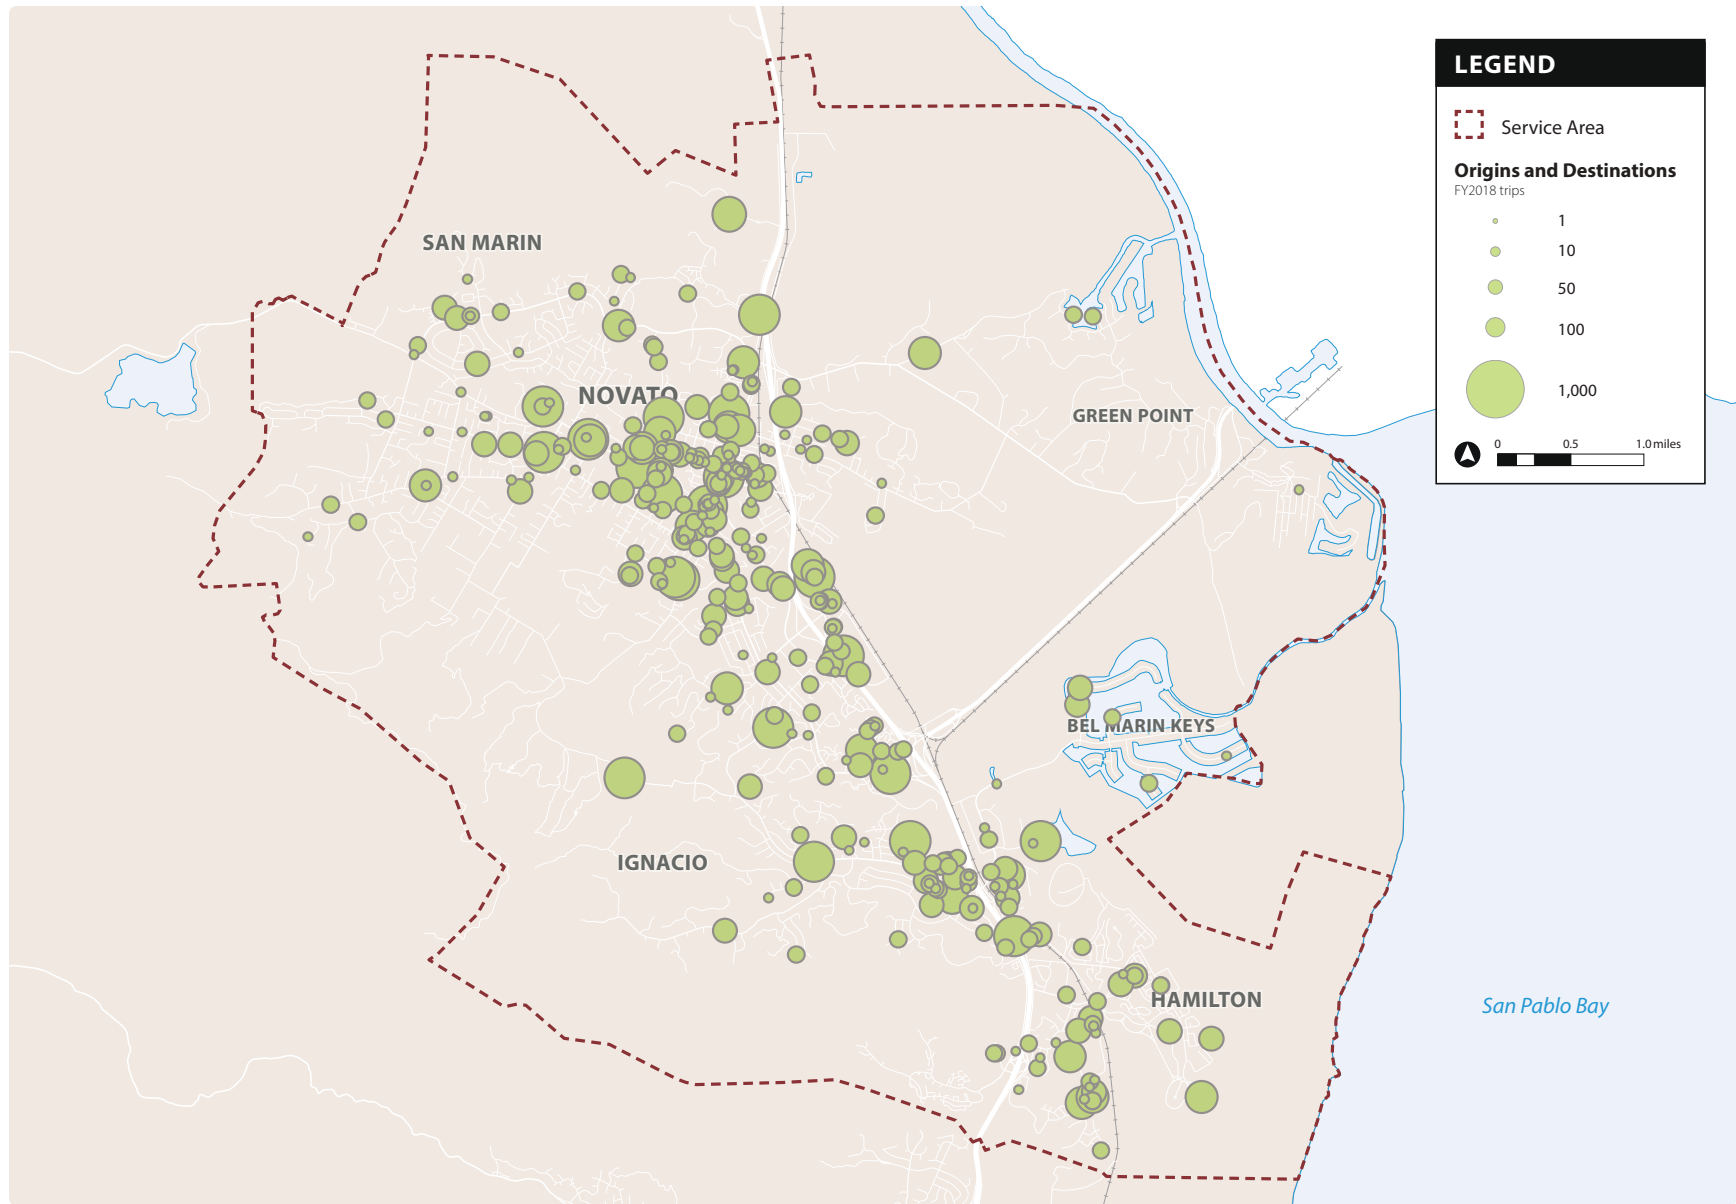 LEGEND
Service Area
Origins and Destinations
FY2018 trips
1
10
50
100
1,000
0 0.5 1.0 miles
SAN MARIN
NOVATO
GREEN POINT
BEL MARIN KEYS
IGNACIO
HAMILTON
San Pablo Bay